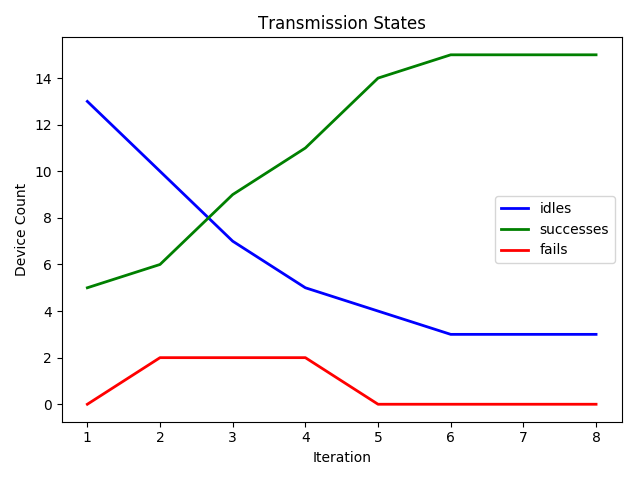 Transmission States
Device Count
14
12
10
8
6
4
2
0
idles
successes
fails
1 2 3 4 5 6 7 8
Iteration